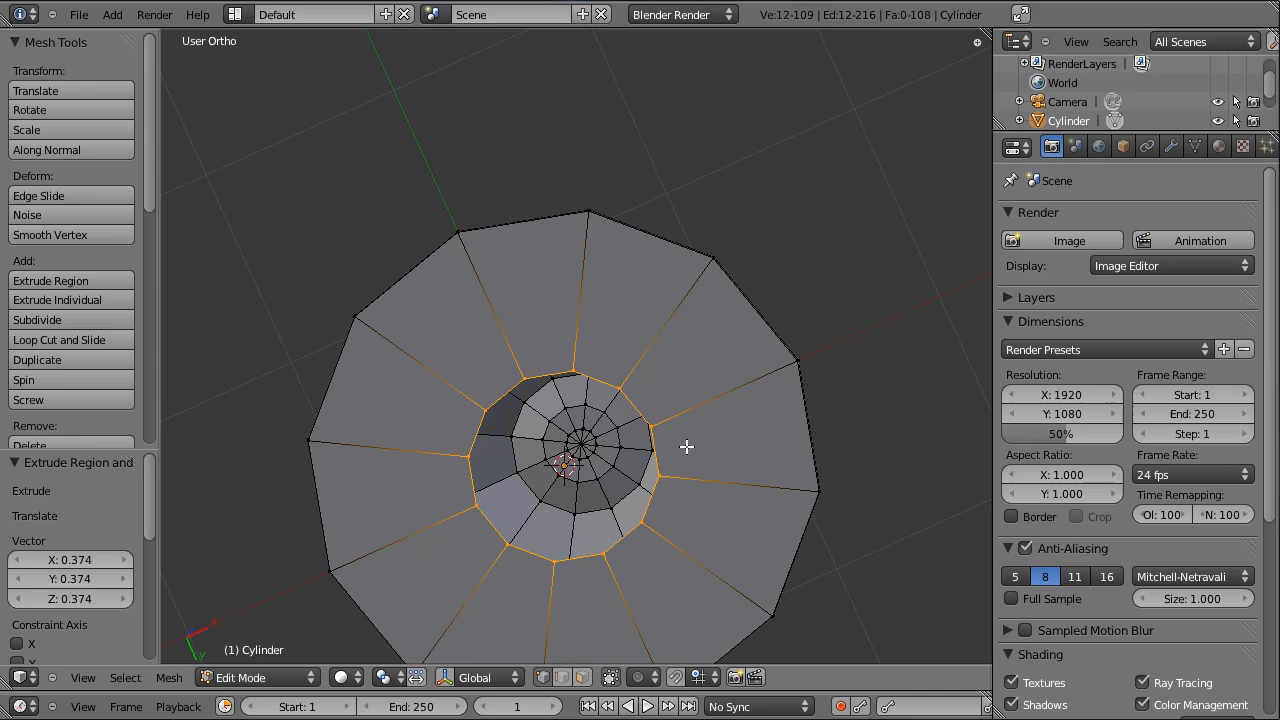 File Add Render Help Default Scene Blender Render Ve:12-109 | Ed:12-216 | Fa:0-108 | Cylinder
Mesh Tools
Transform:
Translate
Rotate
Scale
Along Normal
Deform:
Edge Slide
Noise
Smooth Vertex
Add:
Extrude Region
Extrude Individual
Subdivide
Loop Cut and Slide
Duplicate
Spin
Screw
Remove:
Delete
Extrude Region and
Extrude
Translate
Vector
X: 0.374
Y: 0.374
Z: 0.374
Constraint Axis
X
User Ortho
(1) Cylinder
View Select Mesh Edit Mode Global
View Frame Playback Start: 1 End: 250 1 No Sync
View Search All Scenes
RenderLayers |
World
Camera |
Cylinder |
Scene
Render
Image Animation
Display: Image Editor
Layers
Dimensions
Render Presets
Resolution: Frame Range:
X: 1920 Start: 1
Y: 1080 End: 250
50% Step: 1
Aspect Ratio: Frame Rate:
X: 1.000 24 fps
Y: 1.000 Time Remapping:
Border Crop Ol: 100 N: 100
Anti-Aliasing
5 8 11 16 Mitchell-Netravali
Full Sample Size: 1.000
Sampled Motion Blur
Shading
Textures Ray Tracing
Shadows Color Management